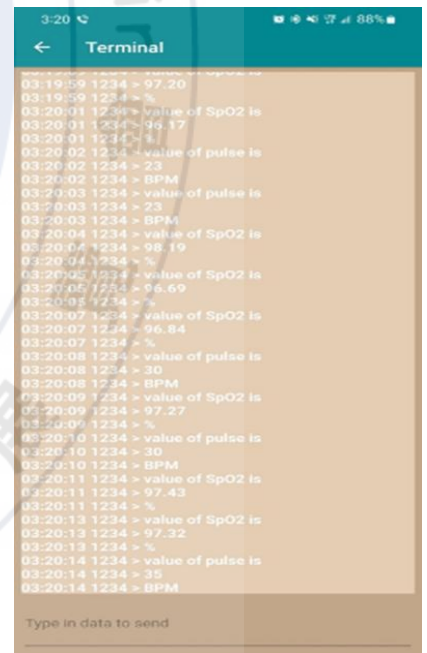 3:20 88%
← Terminal
03:19:59 1234 > value of SpO2 is
03:19:59 1234 > 97.20
03:19:59 1234 > %
03:20:01 1234 > value of SpO2 is
03:20:01 1234 > 96.17
03:20:01 1234 > %
03:20:02 1234 > value of pulse is
03:20:02 1234 > 23
03:20:02 1234 > BPM
03:20:03 1234 > value of pulse is
03:20:03 1234 > 23
03:20:03 1234 > BPM
03:20:04 1234 > value of SpO2 is
03:20:04 1234 > 98.19
03:20:04 1234 > %
03:20:05 1234 > value of SpO2 is
03:20:05 1234 > 96.69
03:20:05 1234 > %
03:20:07 1234 > value of SpO2 is
03:20:07 1234 > 96.84
03:20:07 1234 > %
03:20:08 1234 > value of pulse is
03:20:08 1234 > 30
03:20:08 1234 > BPM
03:20:09 1234 > value of SpO2 is
03:20:09 1234 > 97.27
03:20:09 1234 > %
03:20:10 1234 > value of pulse is
03:20:10 1234 > 30
03:20:10 1234 > BPM
03:20:11 1234 > value of SpO2 is
03:20:11 1234 > 97.43
03:20:11 1234 > %
03:20:13 1234 > value of SpO2 is
03:20:13 1234 > 97.32
03:20:13 1234 > %
03:20:14 1234 > value of pulse is
03:20:14 1234 > 35
03:20:14 1234 > BPM
Type in data to send